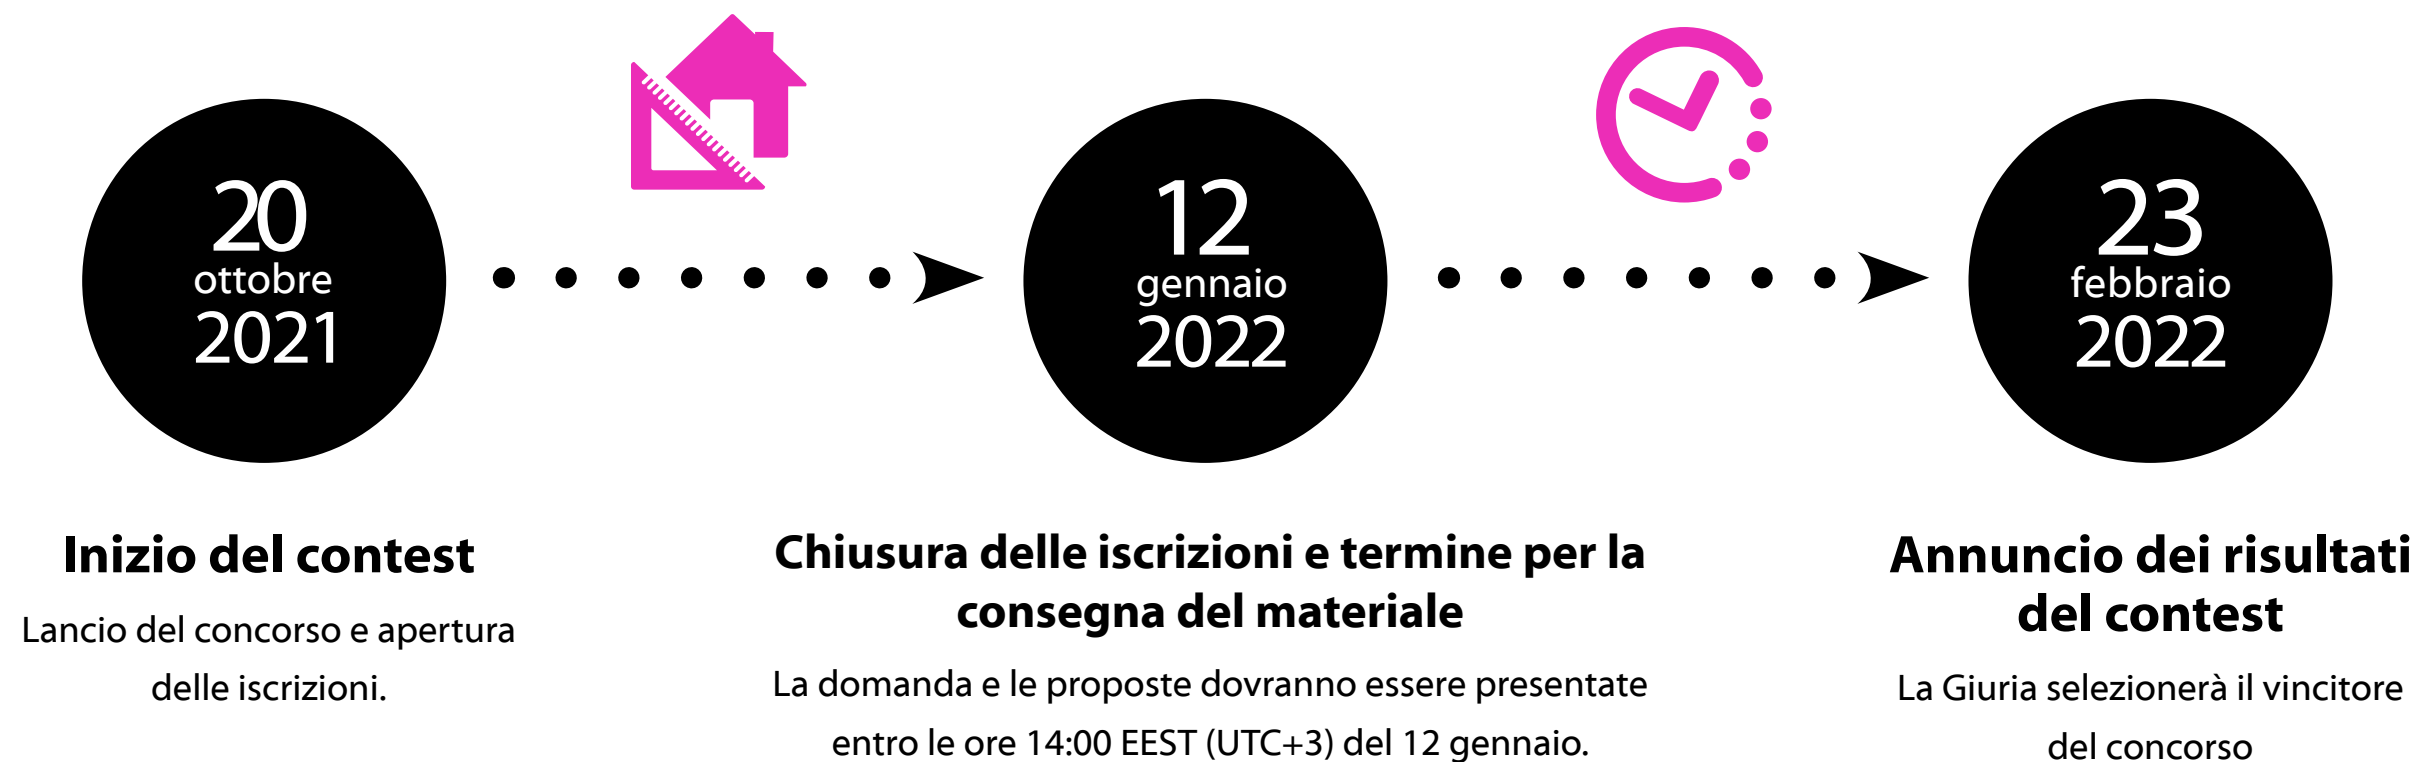 20
ottobre
2021
12
gennaio
2022
23
febbraio
2022
Inizio del contest
Lancio del concorso e apertura
delle iscrizioni.
Chiusura delle iscrizioni e termine per la
consegna del materiale
La domanda e le proposte dovranno essere presentate
entro le ore 14:00 EEST (UTC+3) del 12 gennaio.
Annuncio dei risultati
del contest
La Giuria selezionerà il vincitore
del concorso